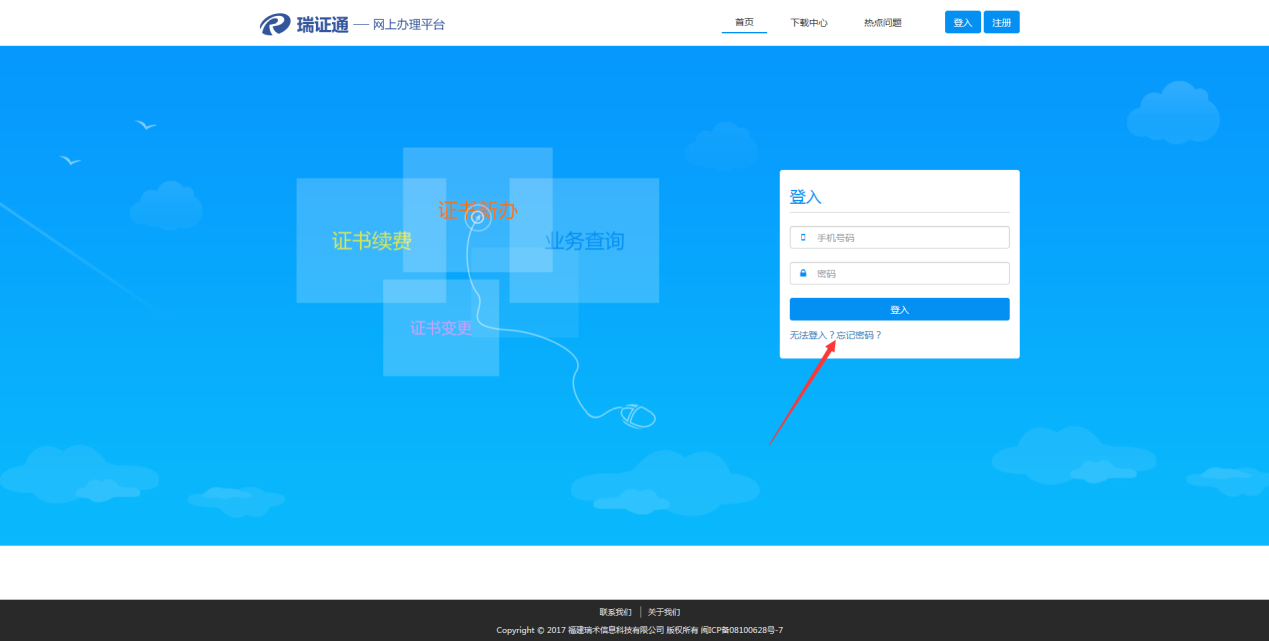 瑞证通 — 网上办理平台
首页 下载中心 热点问题 登入 注册
证书新办
证书续费
业务查询
证书变更
登入
手机号码
密码
登入
无法登入？忘记密码？
联系我们 | 关于我们
Copyright © 2017 福建瑞术信息科技有限公司 版权所有 闽ICP备08100628号-7